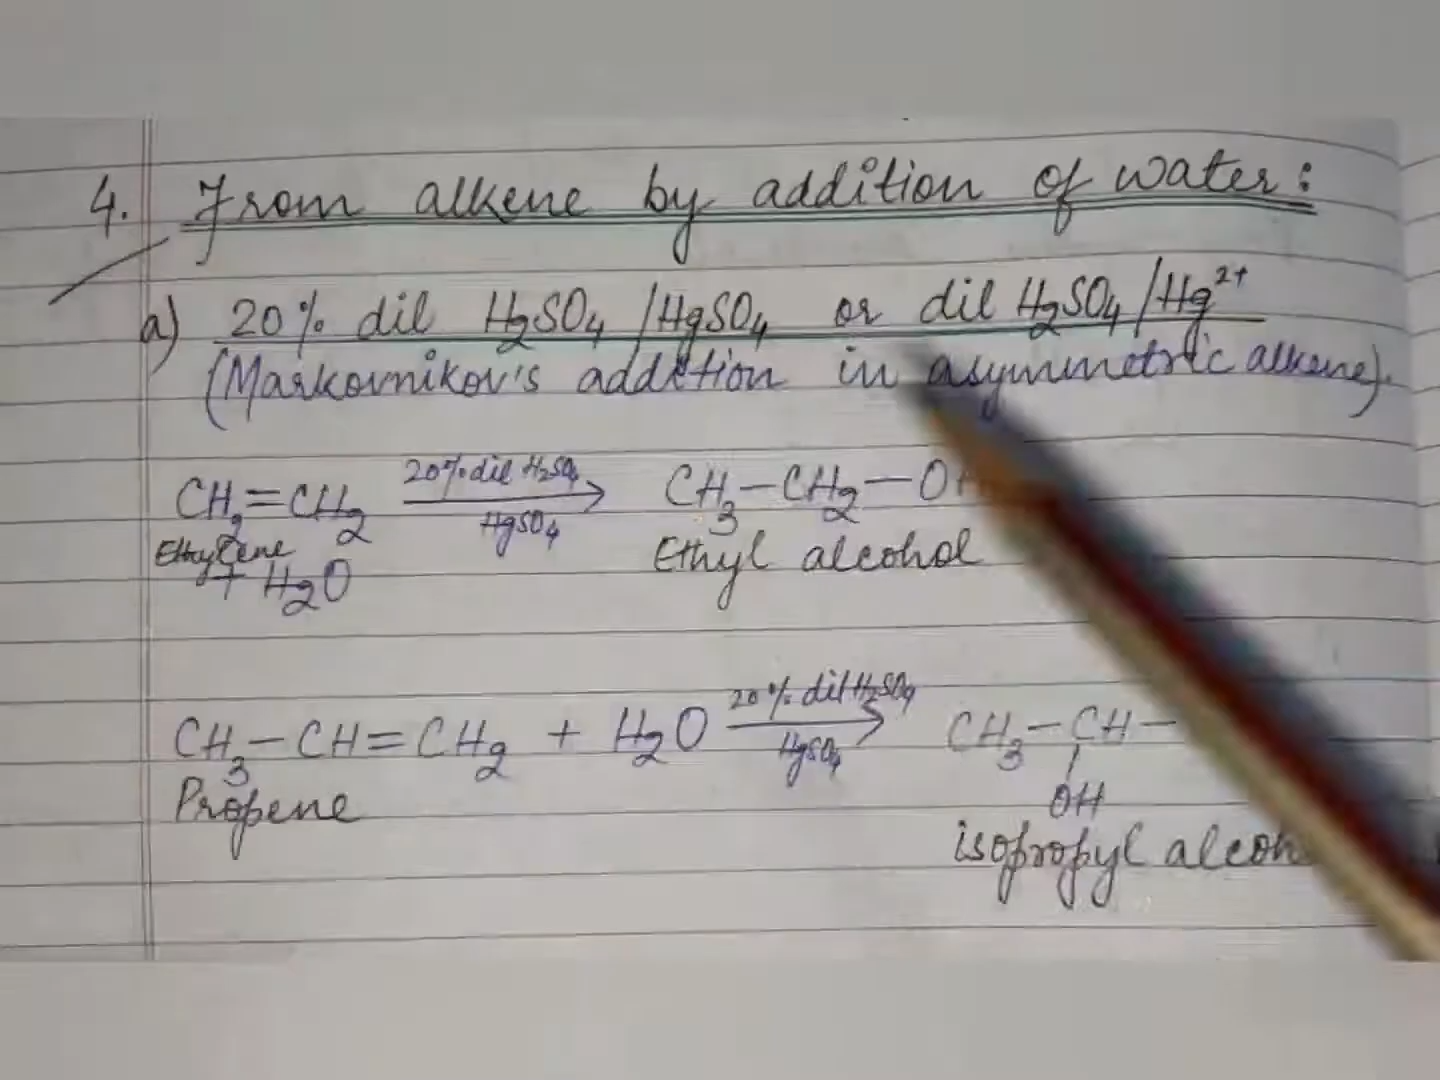 4. From alkene by addition of water:
a) 20% dil H₂SO₄ /HgSO₄ or dil H₂SO₄/Hg²⁺
(Markovnikov's addition in asymmetric alkene).
CH₂=CH₂ 20% dil H₂SO₄ HgSO₄ → CH₃-CH₂-OH
Ethylene Ethyl alcohol
+ H₂O
CH₃-CH=CH₂ + H₂O 20% dil H₂SO₄ HgSO₄ → CH₃-CH-
OH
Propene
isopropyl